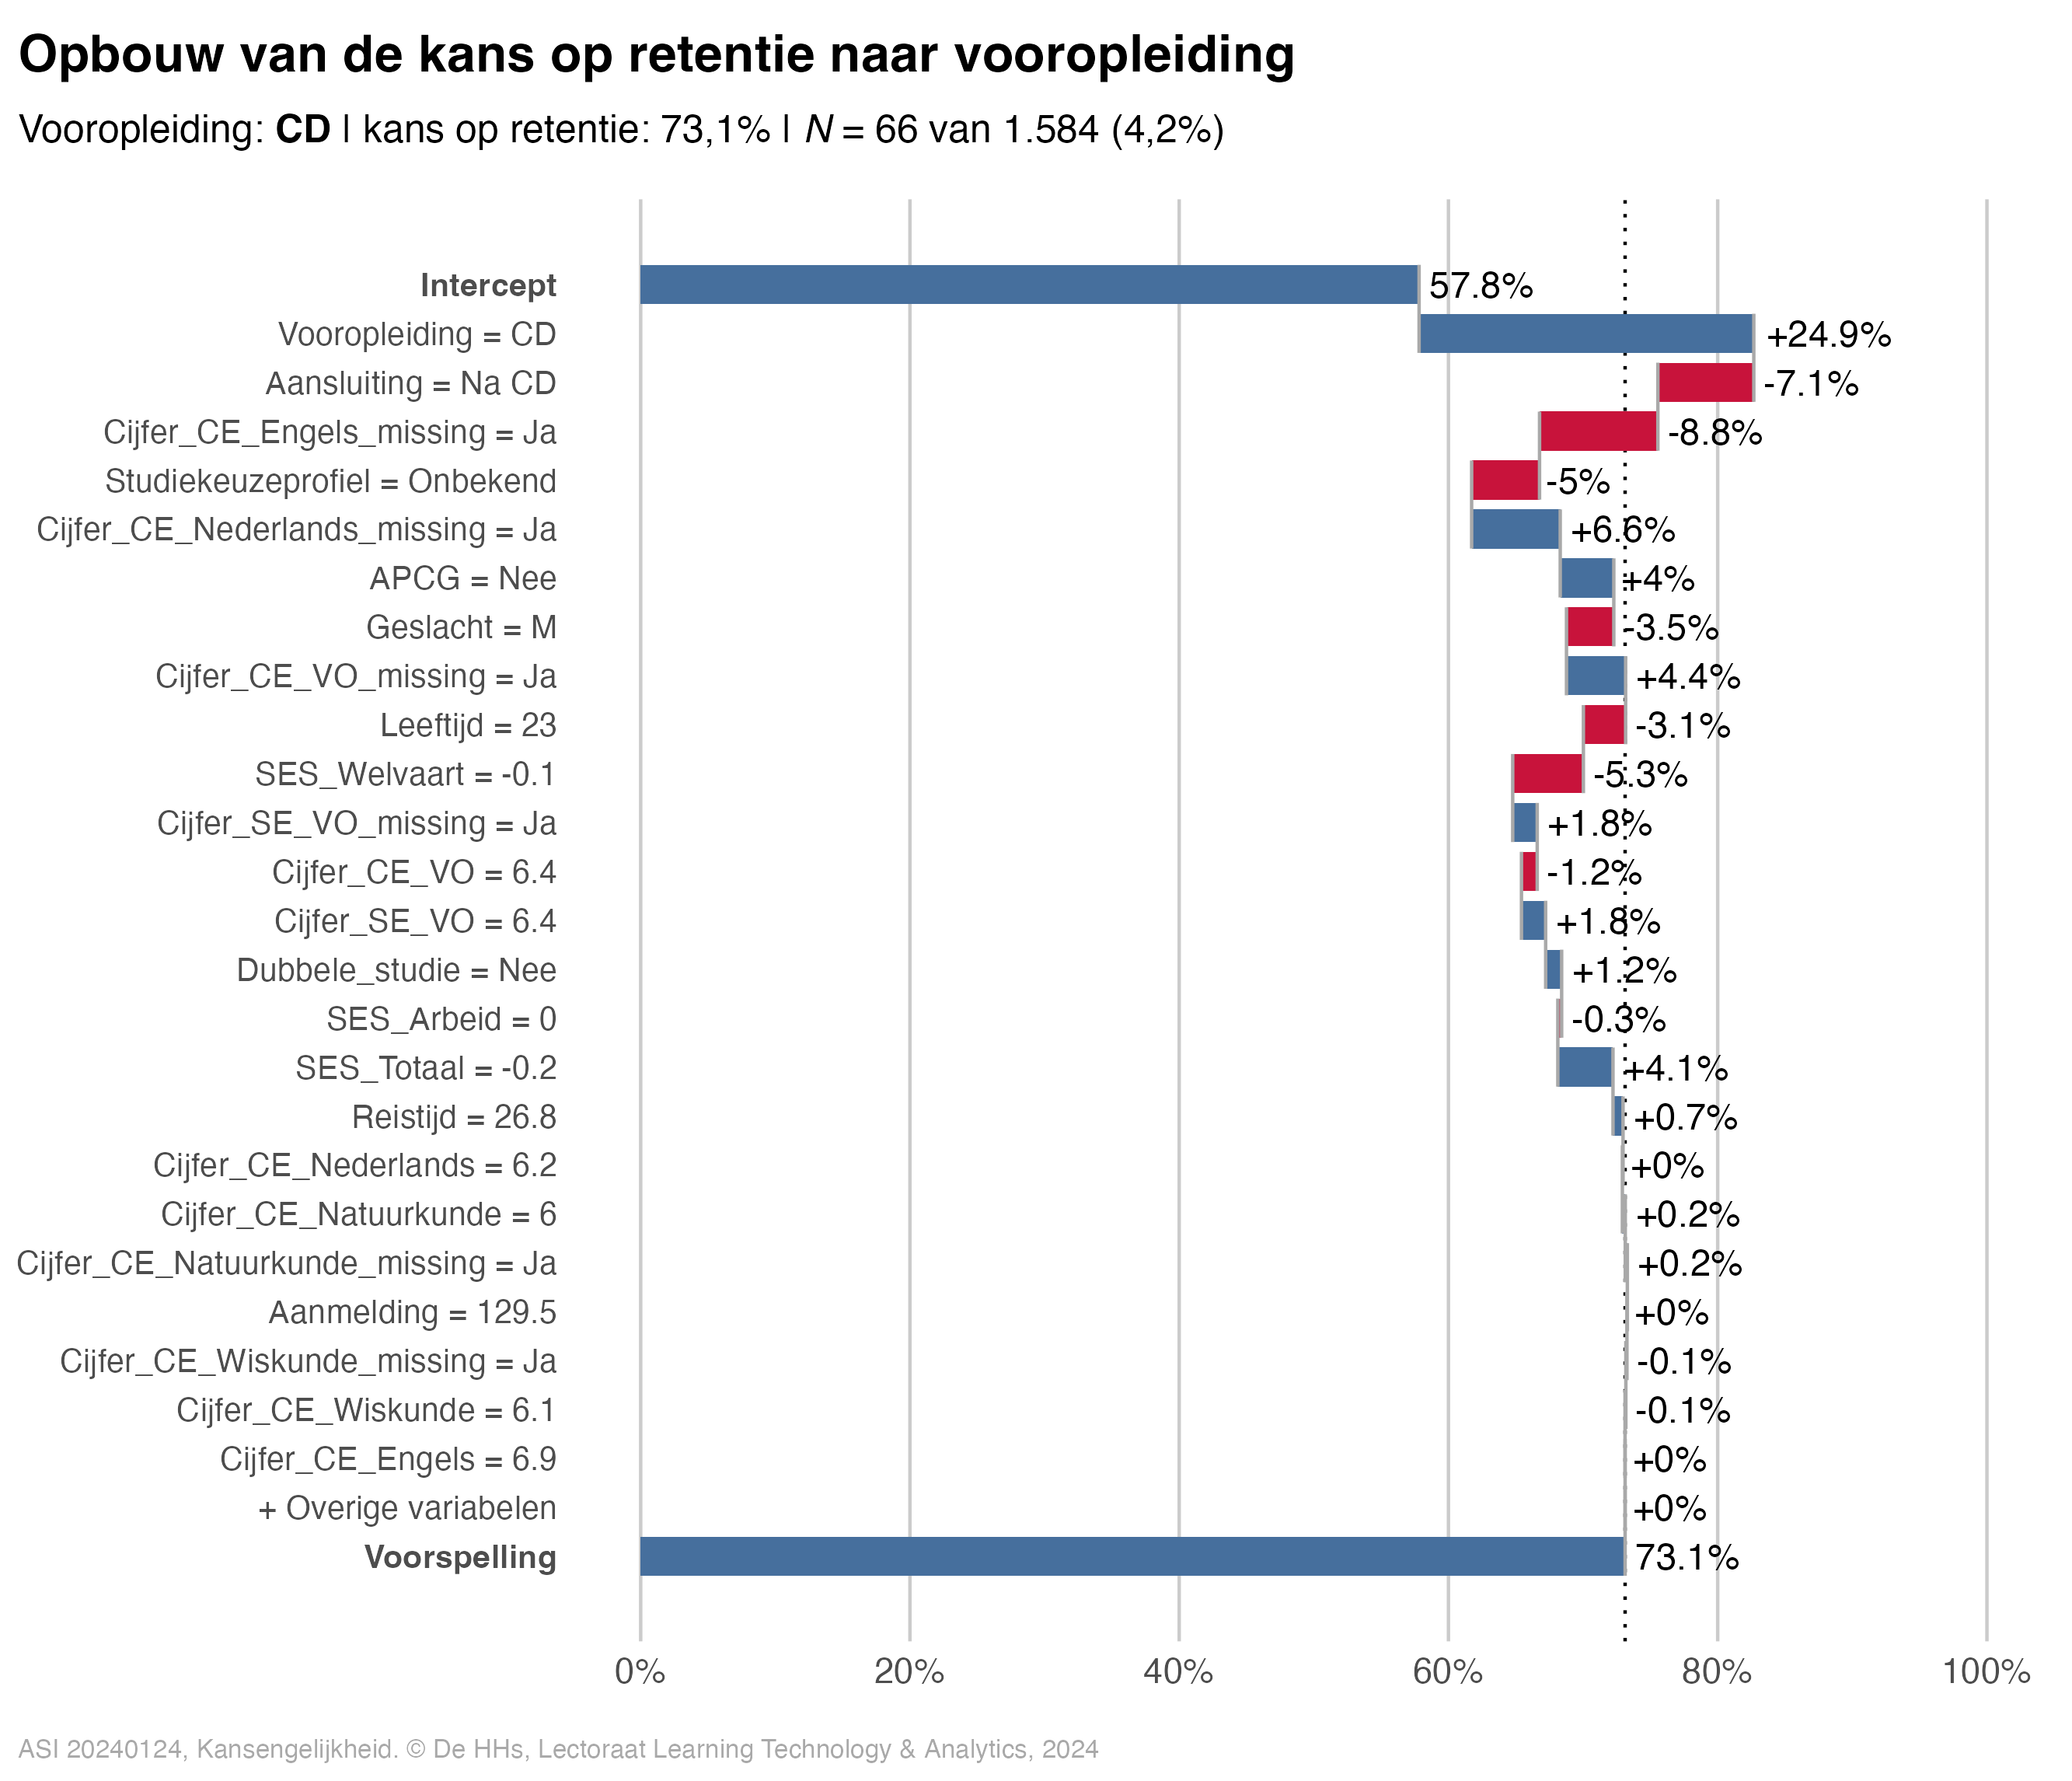 Opbouw van de kans op retentie naar vooropleiding
Vooropleiding: CD | kans op retentie: 73,1% | N = 66 van 1.584 (4,2%)
Intercept 57.8%
Vooropleiding = CD +24.9%
Aansluiting = Na CD -7.1%
Cijfer_CE_Engels_missing = Ja -8.8%
Studiekeuzeprofiel = Onbekend -5%
Cijfer_CE_Nederlands_missing = Ja +6.6%
APCG = Nee +4%
Geslacht = M -3.5%
Cijfer_CE_VO_missing = Ja +4.4%
Leeftijd = 23 -3.1%
SES_Welvaart = -0.1 -5.3%
Cijfer_SE_VO_missing = Ja +1.8%
Cijfer_CE_VO = 6.4 -1.2%
Cijfer_SE_VO = 6.4 +1.8%
Dubbele_studie = Nee +1.2%
SES_Arbeid = 0 -0.3%
SES_Totaal = -0.2 +4.1%
Reistijd = 26.8 +0.7%
Cijfer_CE_Nederlands = 6.2 +0%
Cijfer_CE_Natuurkunde = 6 +0.2%
Cijfer_CE_Natuurkunde_missing = Ja +0.2%
Aanmelding = 129.5 +0%
Cijfer_CE_Wiskunde_missing = Ja -0.1%
Cijfer_CE_Wiskunde = 6.1 -0.1%
Cijfer_CE_Engels = 6.9 +0%
+ Overige variabelen +0%
Voorspelling 73.1%
0% 20% 40% 60% 80% 100%
ASI 20240124, Kansengelijkheid. © De HHs, Lectoraat Learning Technology & Analytics, 2024